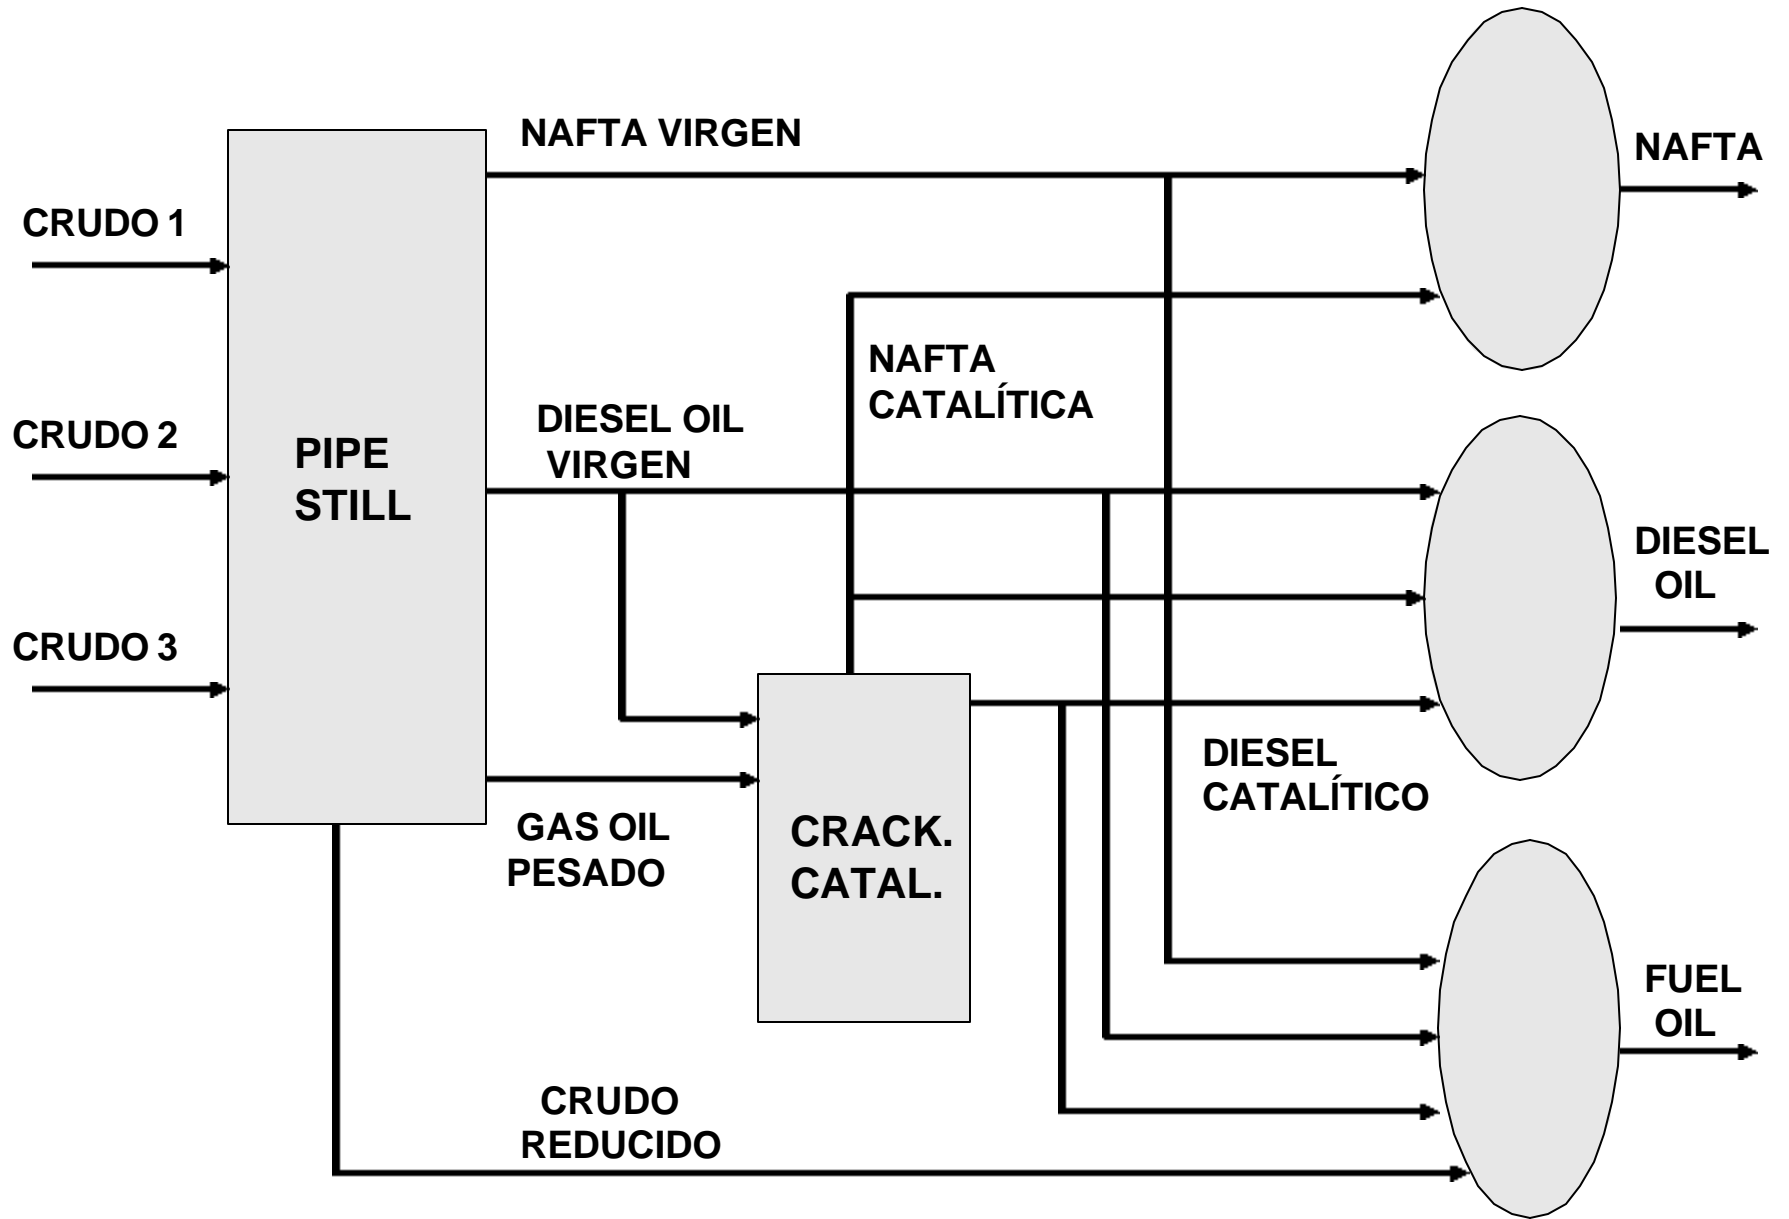 NAFTA VIRGEN
NAFTA
CRUDO 1
NAFTA
CATALÍTICA
DIESEL OIL
VIRGEN
CRUDO 2
PIPE
STILL
DIESEL
OIL
CRUDO 3
DIESEL
CATALÍTICO
GAS OIL
PESADO
CRACK.
CATAL.
FUEL
OIL
CRUDO
REDUCIDO